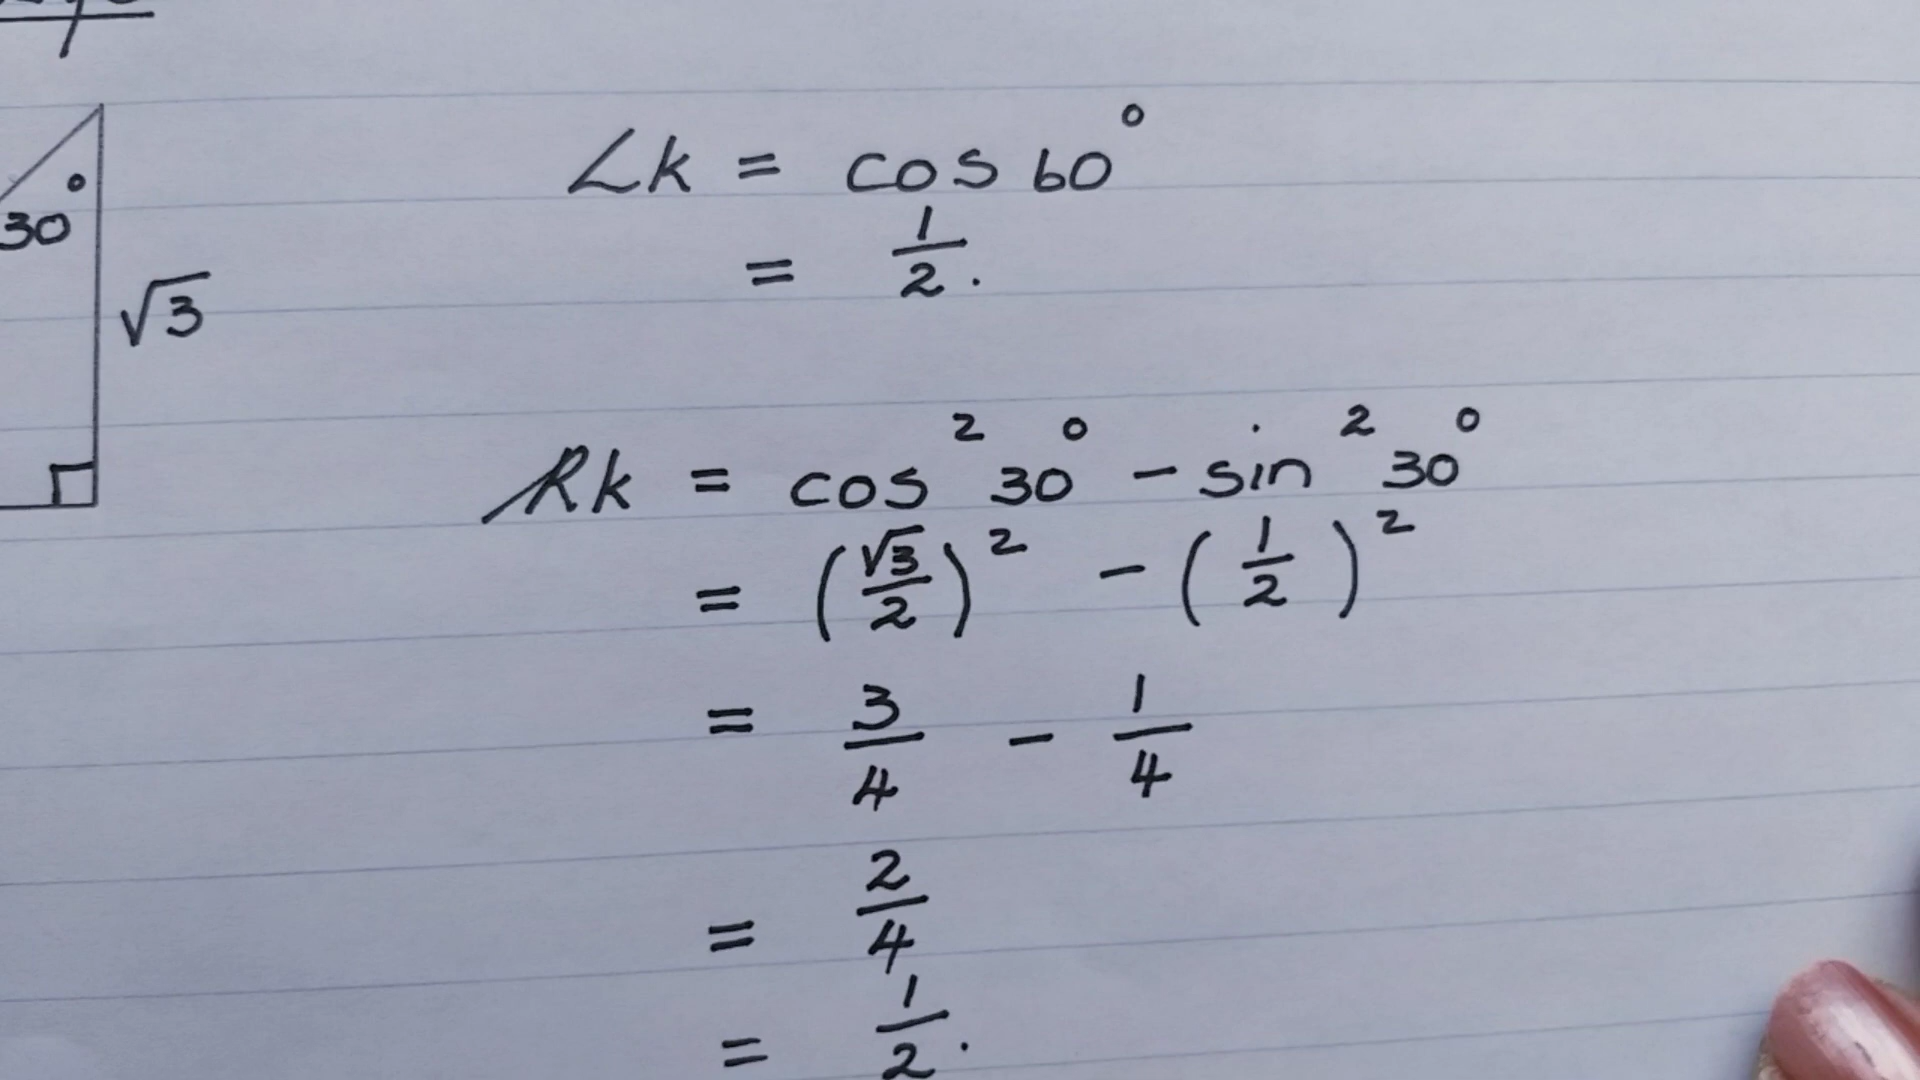 30°
√3
Lk = cos 60°
= 1/2.
Rk = cos² 30° - sin² 30°
= (√3/2)² - (1/2)²
= 3/4 - 1/4
= 2/4
= 1/2.